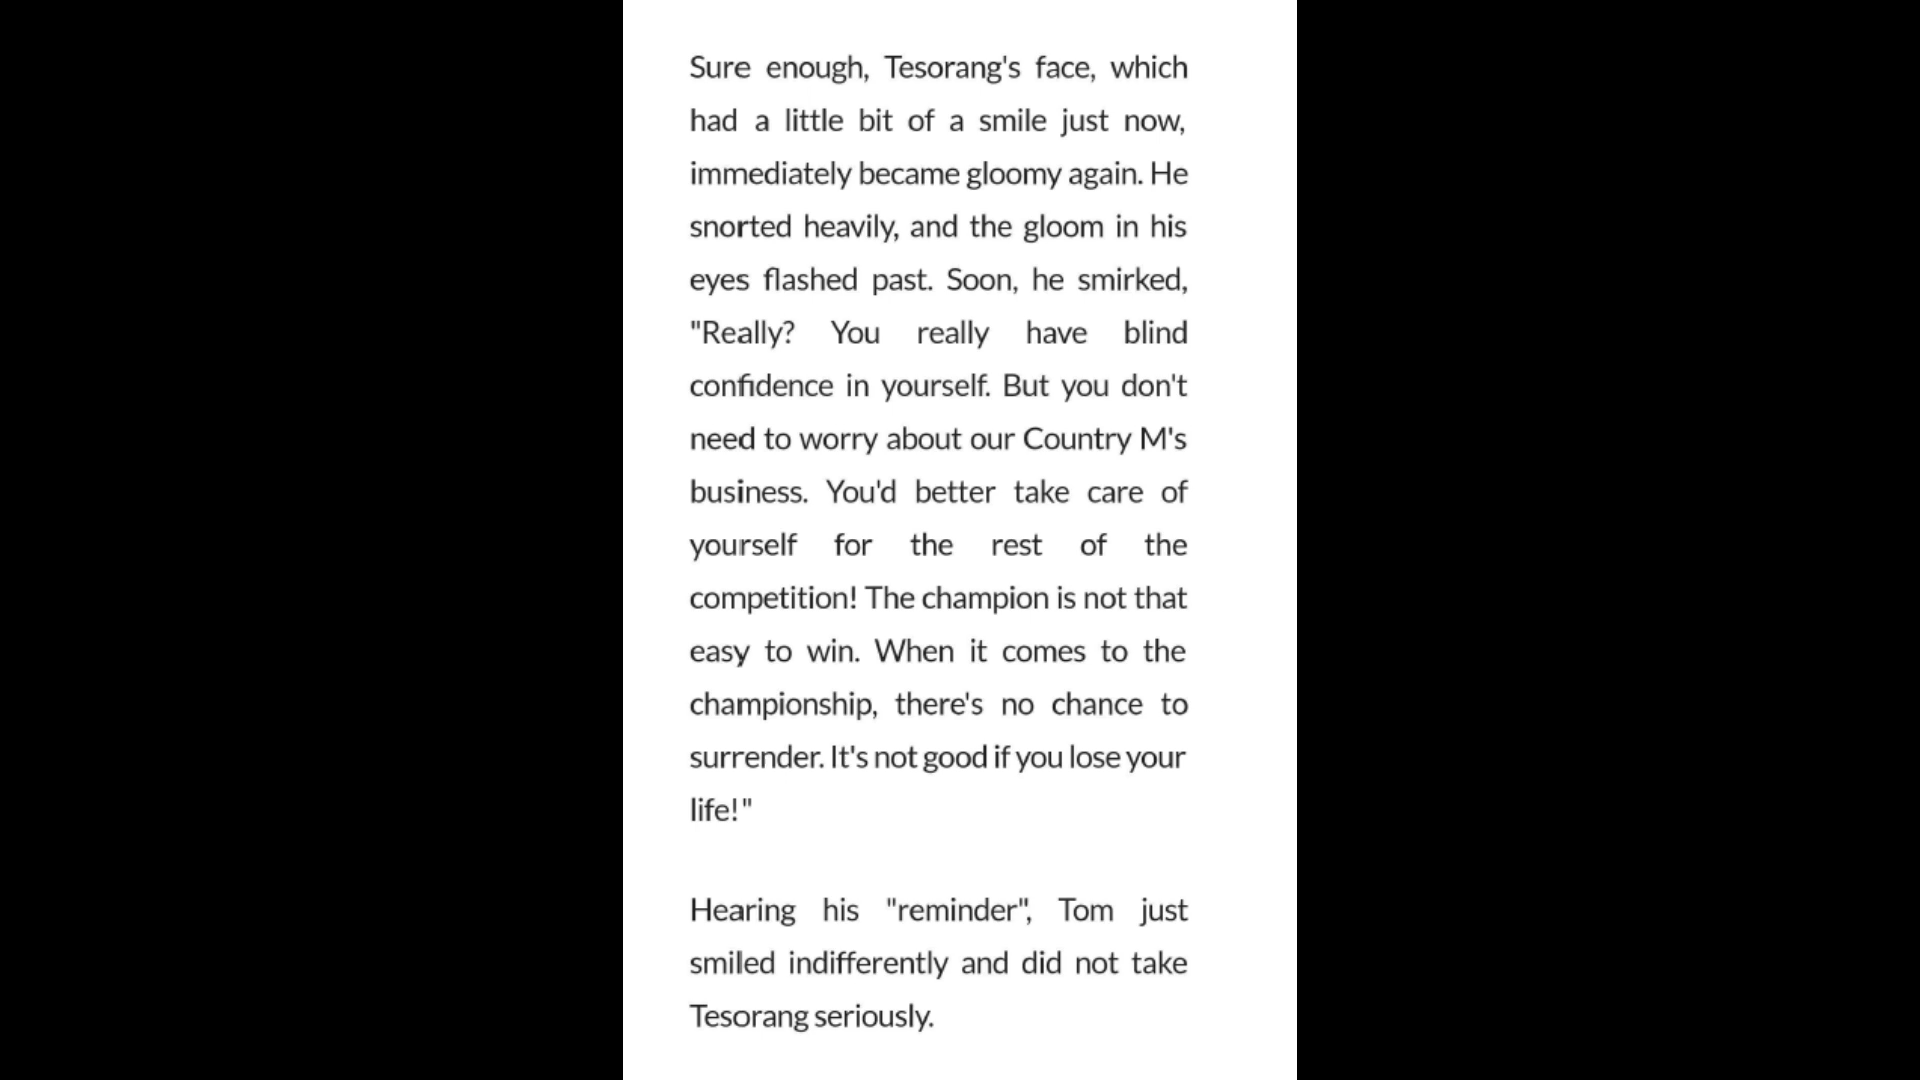 Sure enough, Tesorang's face, which
had a little bit of a smile just now,
immediately became gloomy again. He
snorted heavily, and the gloom in his
eyes flashed past. Soon, he smirked,
"Really? You really have blind
confidence in yourself. But you don't
need to worry about our Country M's
business. You'd better take care of
yourself for the rest of the
competition! The champion is not that
easy to win. When it comes to the
championship, there's no chance to
surrender. It's not good if you lose your
life!"
Hearing his "reminder", Tom just
smiled indifferently and did not take
Tesorang seriously.